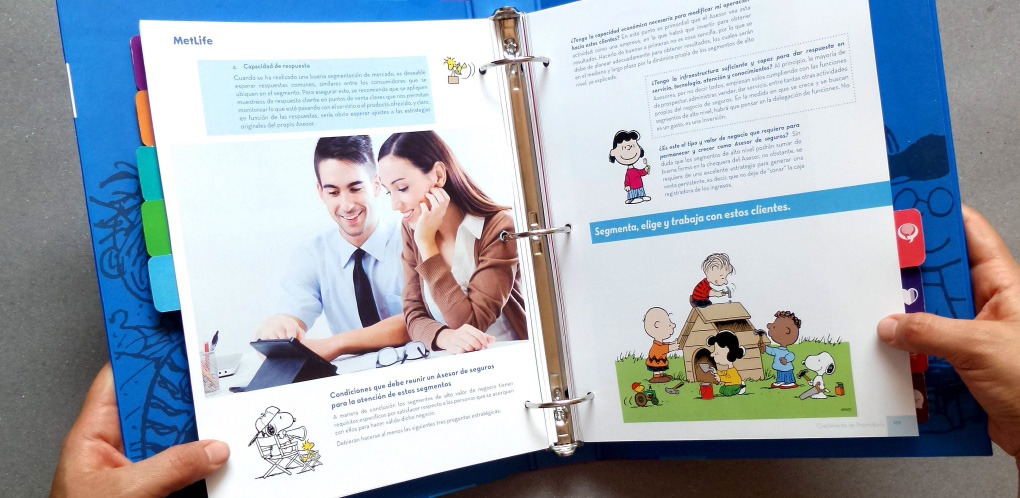 MetLife
a. Capacidad de respuesta
Cuando se ha realizado una buena segmentación de mercado, es deseable
esperar respuestas comunes, similares entre los consumidores que se
ubiquen en el segmento. Para asegurar esto, se recomienda que se apliquen
muestreos de respuesta cliente en puntos de venta claves que nos permitan
monitorear lo que está pasando con el servicio o el producto ofrecido, y claro,
en función de las respuestas, sería obvio esperar ajustes a las estrategias
originales del propio Asesor.
Condiciones que debe reunir un Asesor de seguros
para la atención de estos segmentos
A manera de conclusión los segmentos de alto valor de negocio tienen
requisitos específicos por satisfacer respecto a las personas que se acerquen
con ellos para hacer válido dicho negocio.
Deberían hacerse al menos las siguientes tres preguntas estratégicas:
¿Tengo la capacidad económica necesaria para modificar mi operación
hacia estos clientes? En este punto es primordial que el Asesor vea esta
actividad como una empresa, en la que habrá que invertir para obtener
resultados. Hacerlo de buenas a primeras no es cosa sencilla, por lo que se
debe de planear adecuadamente para obtener resultados, los cuales serán
en el mediano y largo plazo por la dinámica propia de los segmentos de alto
nivel ya explicada.
¿Tengo la infraestructura suficiente y capaz para dar respuesta en
servicio, tecnología, atención y conocimientos? Al principio, la mayoría de
Asesores, por no decir todos, empiezan solos cumpliendo con las funciones
de prospectar, administrar, vender, dar servicio, entre tantas otras actividades
propias del negocio de seguros. En la medida en que se crece y se buscan
segmentos de alto nivel, habrá que pensar en la delegación de funciones. No
es un gasto, es una inversión.
¿Es este el tipo y valor de negocio que requiero para
permanecer y crecer como Asesor de seguros? Sin
duda que los segmentos de alto nivel podrán sumar de
buena forma en la chequera del Asesor, no obstante, se
requiere de una excelente estrategia para generar una
venta persistente, es decir, que no deje de "sonar" la caja
registradora de los ingresos.
Segmenta, elige y trabaja con estos clientes.
Crecimiento de Promotoría